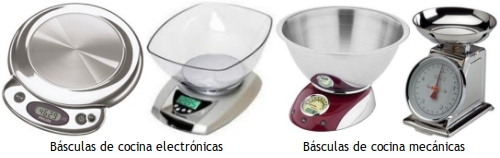 Básculas de cocina electrónicas
Básculas de cocina mecánicas